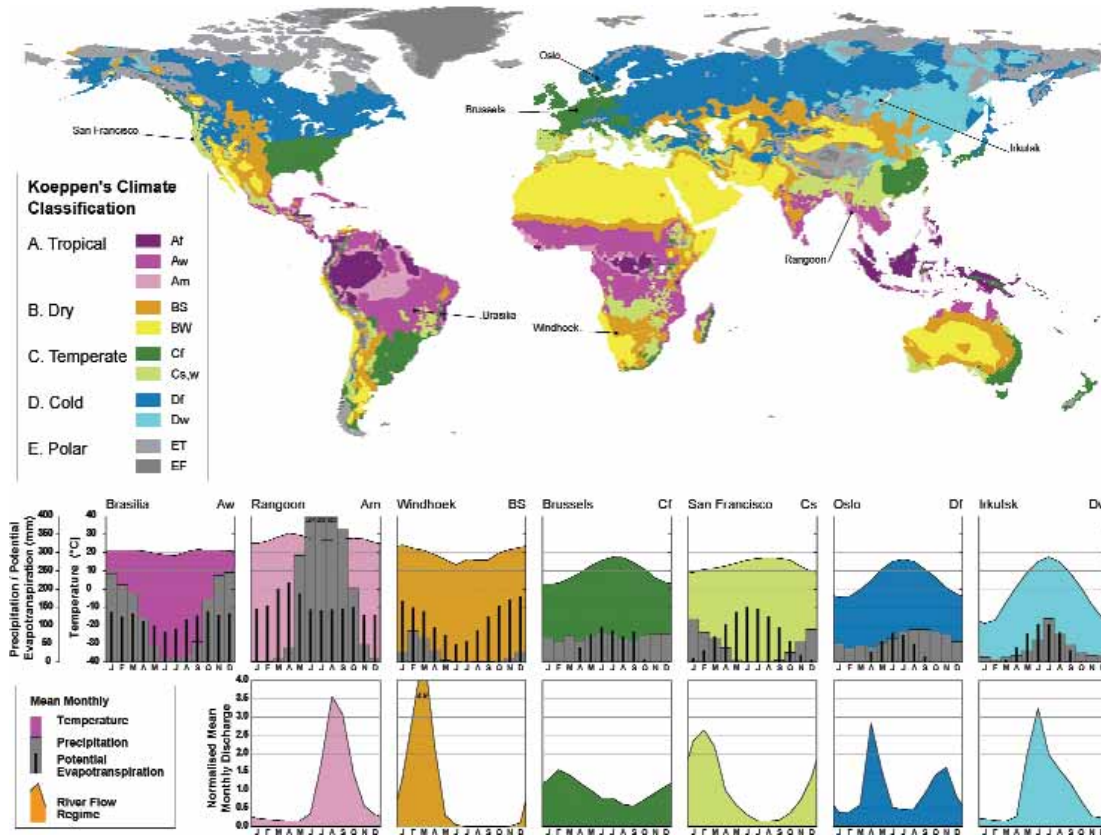 Oslo
Brussels
San Francisco
Irkutsk
Rangoon
Brasilia
Windhoek
Koeppen's Climate
Classification
A. Tropical
Af
Aw
Am
B. Dry
BS
BW
C. Temperate
Cf
Cs,w
D. Cold
Df
Dw
E. Polar
ET
EF
Brasilia Aw
Rangoon Am
Windhoek BS
Brussels Cf
San Francisco Cs
Oslo Df
Irkutsk Dw
Precipitation / Potential
Evapotranspiration (mm)
400
350
300
250
200
150
100
50
0
Temperature (°C)
40
30
20
10
0
-10
-20
-30
-40
J F M A M J J A S O N D
J F M A M J J A S O N D
J F M A M J J A S O N D
J F M A M J J A S O N D
J F M A M J J A S O N D
J F M A M J J A S O N D
J F M A M J J A S O N D
Mean Monthly
Temperature
Precipitation
Potential
Evapotranspiration
River Flow
Regime
Normalised Mean
Monthly Discharge
4.0
3.5
3.0
2.5
2.0
1.5
1.0
0.5
0.0
J F M A M J J A S O N D
J F M A M J J A S O N D
J F M A M J J A S O N D
J F M A M J J A S O N D
J F M A M J J A S O N D
J F M A M J J A S O N D